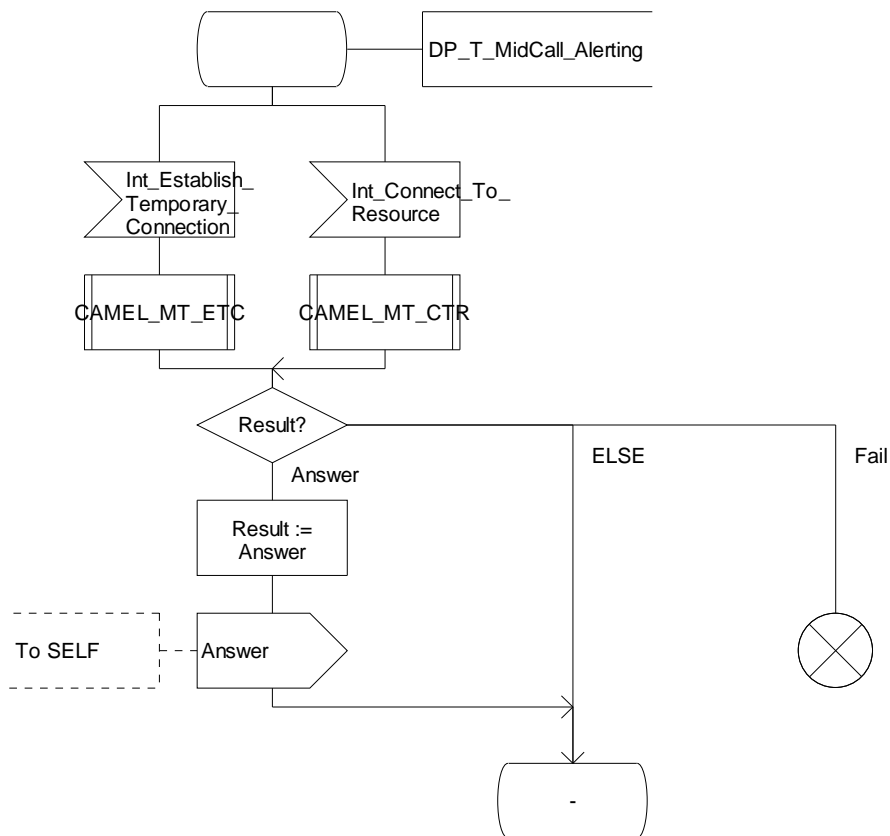 DP_T_MidCall_Alerting
Int_Establish_
Temporary_
Connection
Int_Connect_To_
Resource
CAMEL_MT_ETC
CAMEL_MT_CTR
Result?
ELSE
Fail
Answer
Result :=
Answer
To SELF
Answer
-